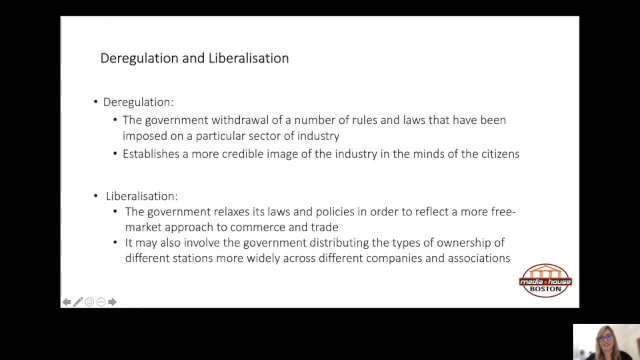 Deregulation and Liberalisation
• Deregulation:
• The government withdrawal of a number of rules and laws that have been
imposed on a particular sector of industry
• Establishes a more credible image of the industry in the minds of the citizens
• Liberalisation:
• The government relaxes its laws and policies in order to reflect a more free-
market approach to commerce and trade
• It may also involve the government distributing the types of ownership of
different stations more widely across different companies and associations
media house
BOSTON